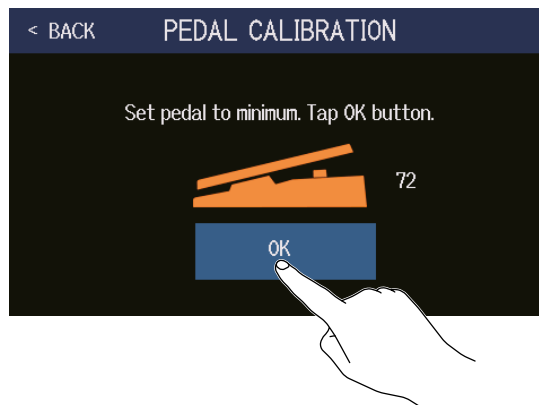 < BACK PEDAL CALIBRATION
Set pedal to minimum. Tap OK button.
72
OK